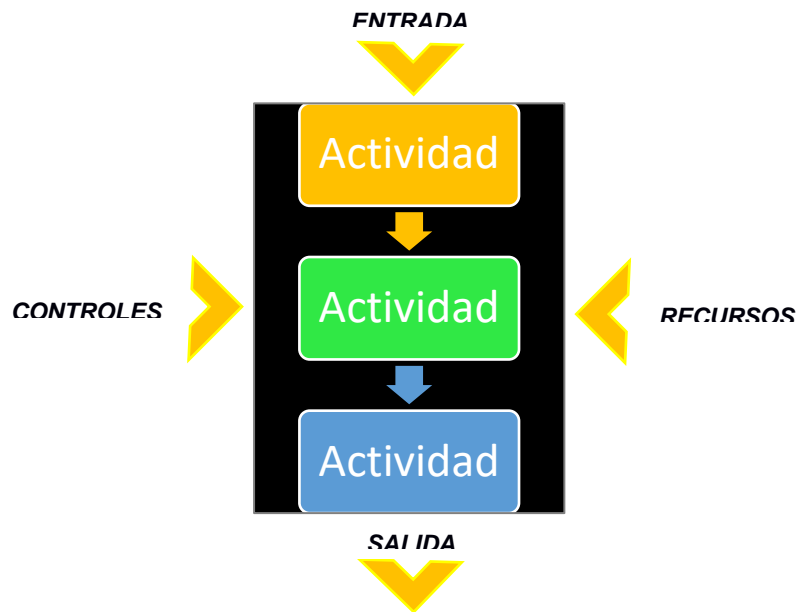 ENTRADA
Actividad
CONTROLES
Actividad
RECURSOS
Actividad
SALIDA